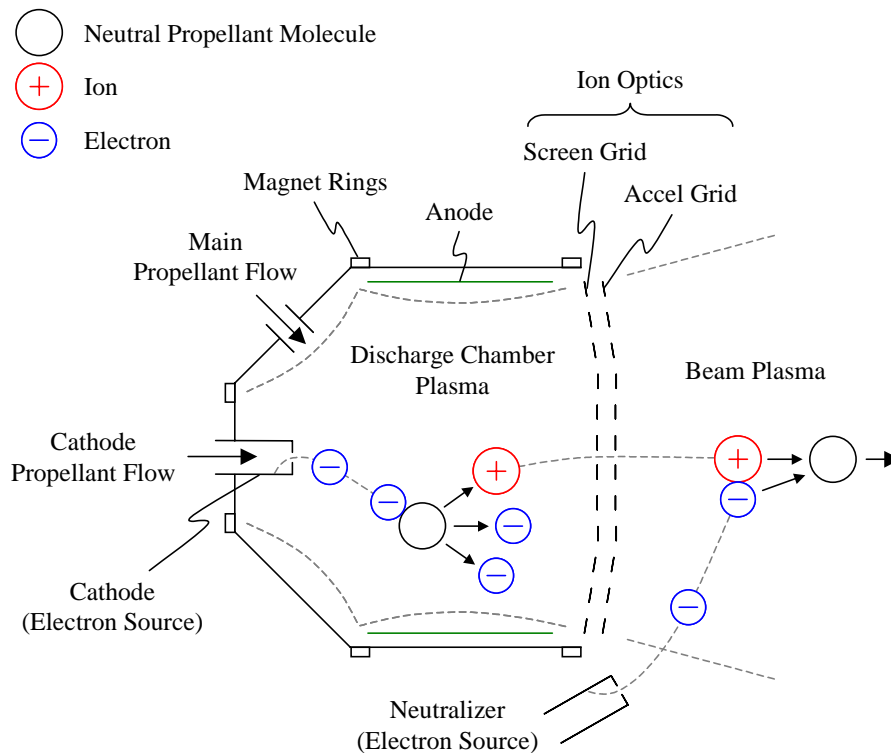 Neutral Propellant Molecule
+
Ion
−
Electron
Ion Optics
Screen Grid
Magnet Rings
Accel Grid
Anode
Main
Propellant Flow
Discharge Chamber
Plasma
Beam Plasma
Cathode
Propellant Flow
−
+
+
−
−
−
−
−
Cathode
(Electron Source)
Neutralizer
(Electron Source)